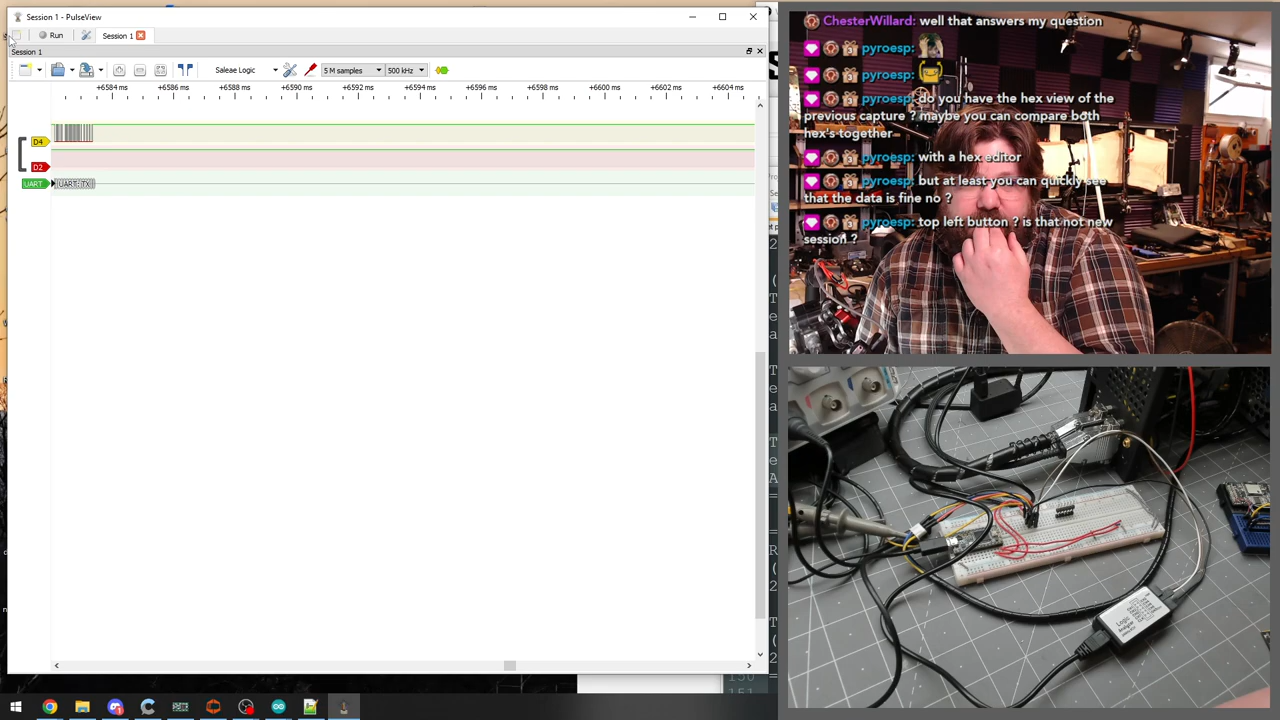 Session 1 - PulseView
Run
Session 1
Session 1
Saleae Logic
5 M samples
500 kHz
+6584 ms
+6586 ms
+6588 ms
+6590 ms
+6592 ms
+6594 ms
+6596 ms
+6598 ms
+6600 ms
+6602 ms
+6604 ms
D4
D2
UART
UART: TX
ChesterWillard: well that answers my question
pyroesp:
pyroesp:
pyroesp: do you have the hex view of the
previous capture ? maybe you can compare both
hex's together
pyroesp: with a hex editor
pyroesp: but at least you can quickly see
that the data is fine no ?
pyroesp: top left button ? is that not new
session ?
Logic
150